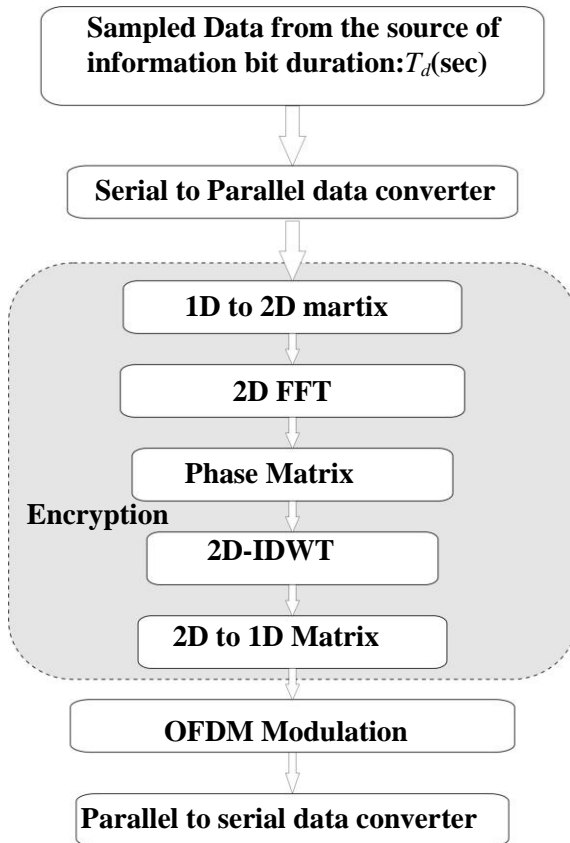 Sampled Data from the source of
information bit duration:Td(sec)
Serial to Parallel data converter
1D to 2D martix
2D FFT
Phase Matrix
Encryption
2D-IDWT
2D to 1D Matrix
OFDM Modulation
Parallel to serial data converter